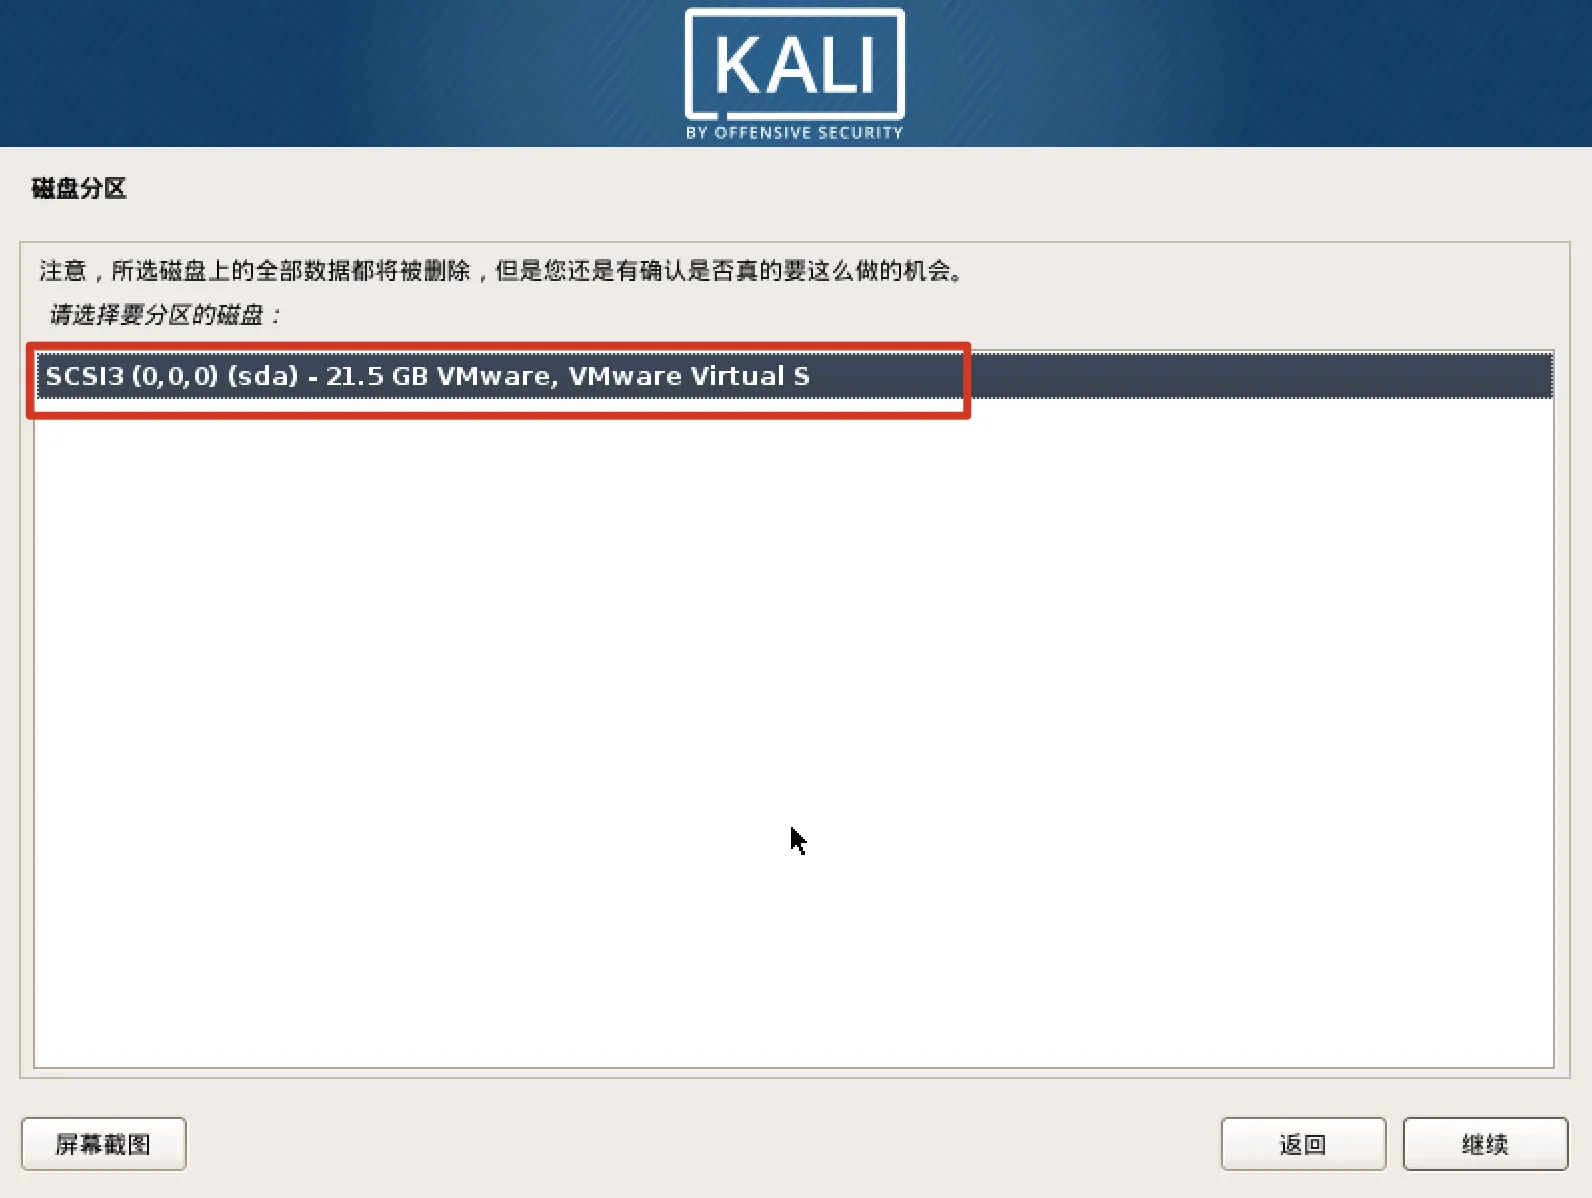 KALI
BY OFFENSIVE SECURITY
磁盘分区
注意，所选磁盘上的全部数据都将被删除，但是您还是有确认是否真的要这么做的机会。
请选择要分区的磁盘：
SCSI3 (0,0,0) (sda) - 21.5 GB VMware, VMware Virtual S
屏幕截图
返回
继续